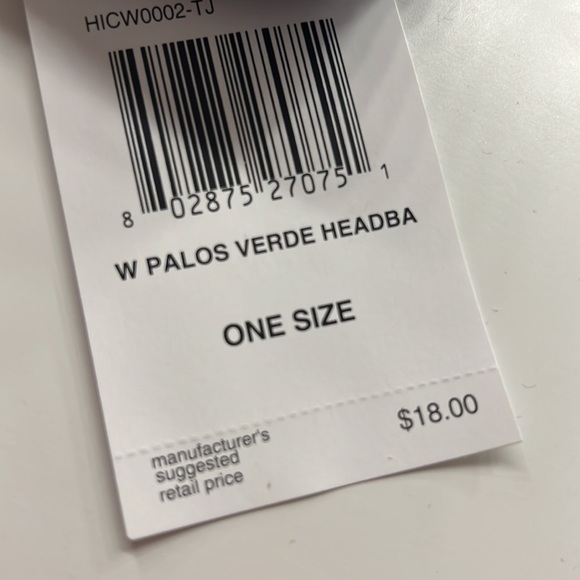 HICW0002-TJ
8 02875 27075 1
W PALOS VERDE HEADBA
ONE SIZE
$18.00
manufacturer's
suggested
retail price